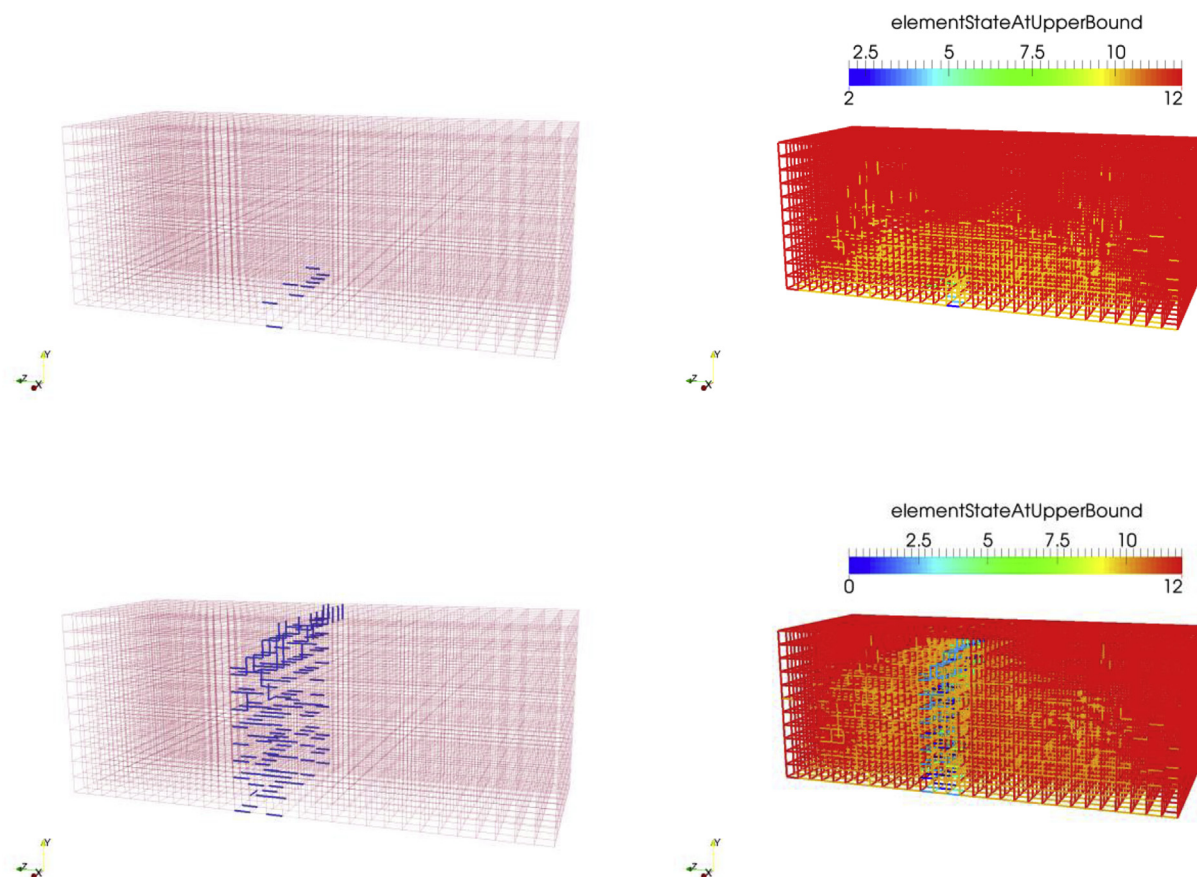 elementStateAtUpperBound
2.5 5 7.5 10
2 12
Y
Z X
Y
Z X
elementStateAtUpperBound
2.5 5 7.5 10
0 12
Y
Z X
Y
Z X